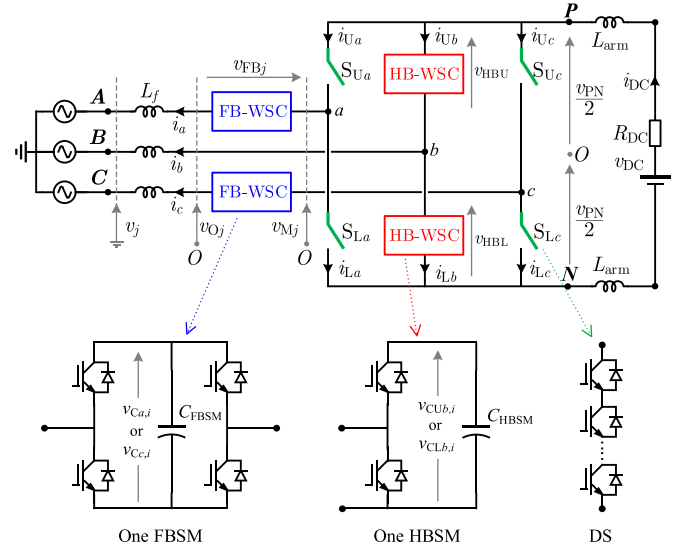 P
i_Ua i_Ub i_Uc
L_arm
S_Ua HB-WSC v_HBU S_Uc
v_FBj
i_DC
v_PN/2
A L_f FB-WSC a
i_a
R_DC
B i_b b O
v_DC
C FB-WSC c
i_c
v_j v_Oj v_Mj S_La HB-WSC v_HBL S_Lc v_PN/2
O O
L_arm
i_La i_Lb i_Lc N
v_Ca,i
or
v_Cc,i
C_FBSM
v_CUb,i
or
v_CLb,i
C_HBSM
One FBSM One HBSM DS